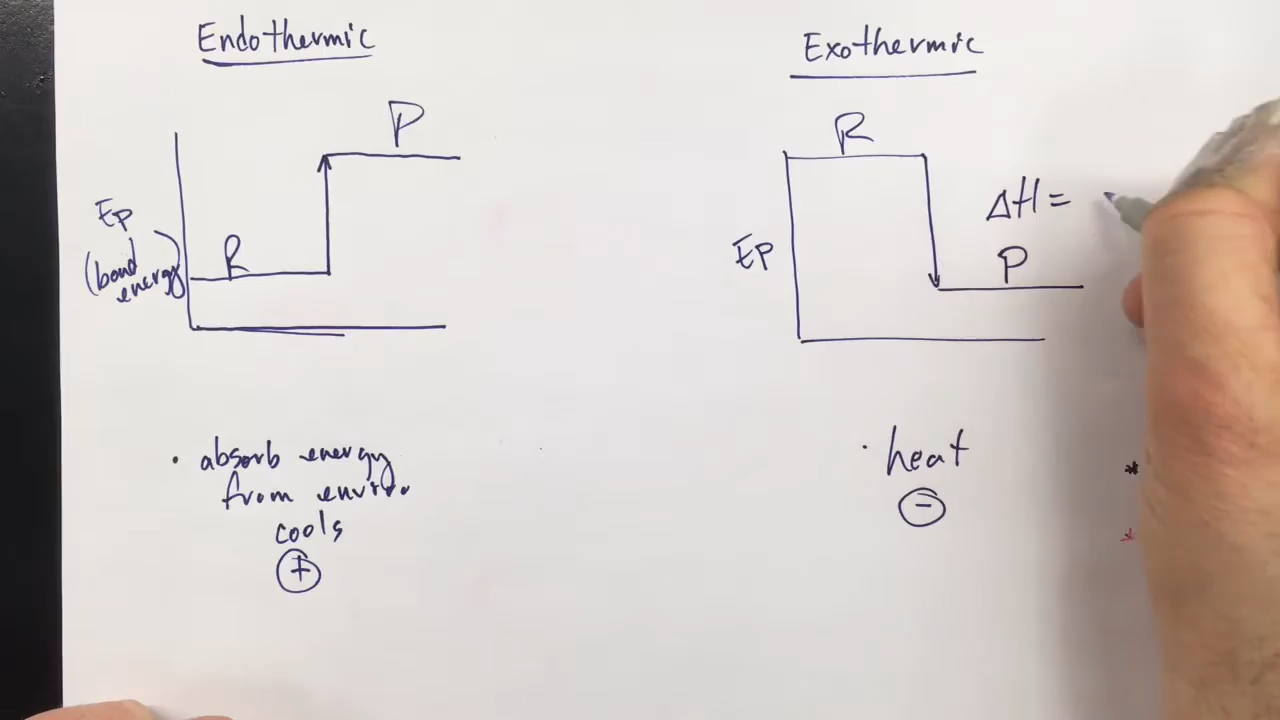 Endothermic
P
Ep
(bond
energy)
R
• absorb energy
from enviro.
cools
+
Exothermic
R
ΔH =
Ep
P
· heat
-
*
*